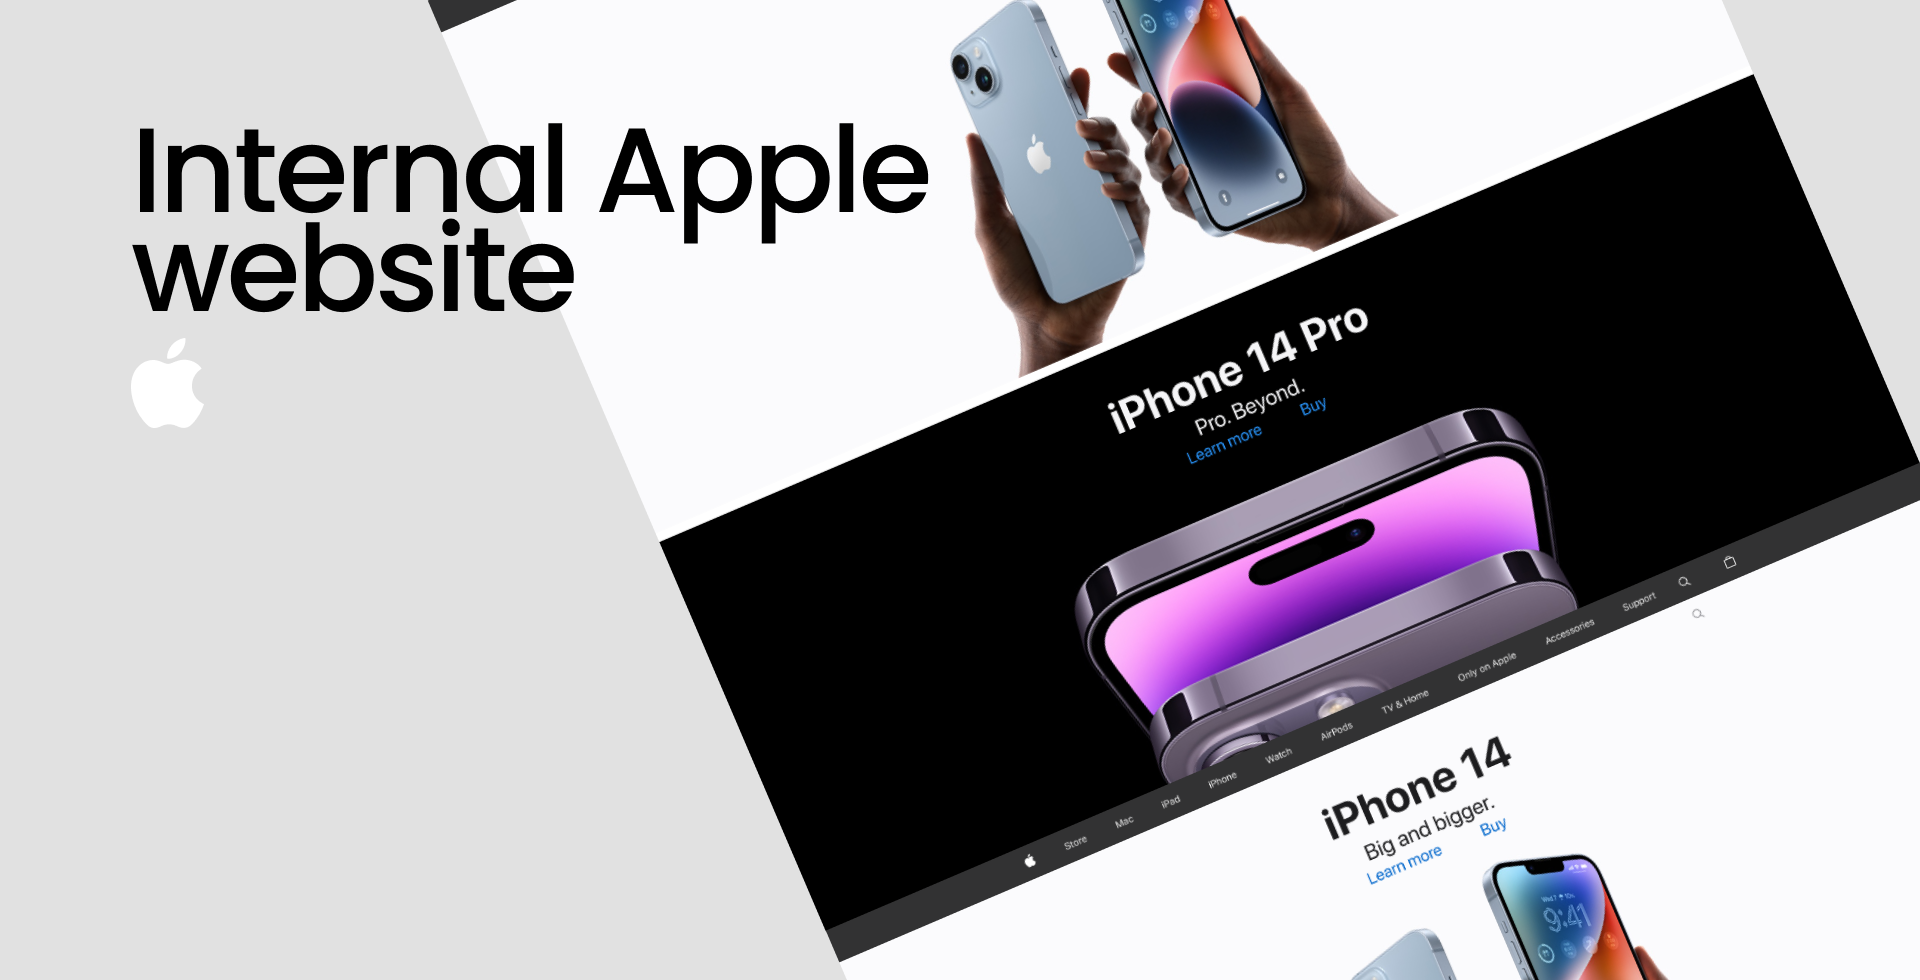 Internal Apple
website
iPhone 14 Pro
Pro. Beyond.
Learn more Buy
Store Mac iPad iPhone Watch AirPods TV & Home Only on Apple Accessories Support
iPhone 14
Big and bigger.
Learn more Buy
9:41